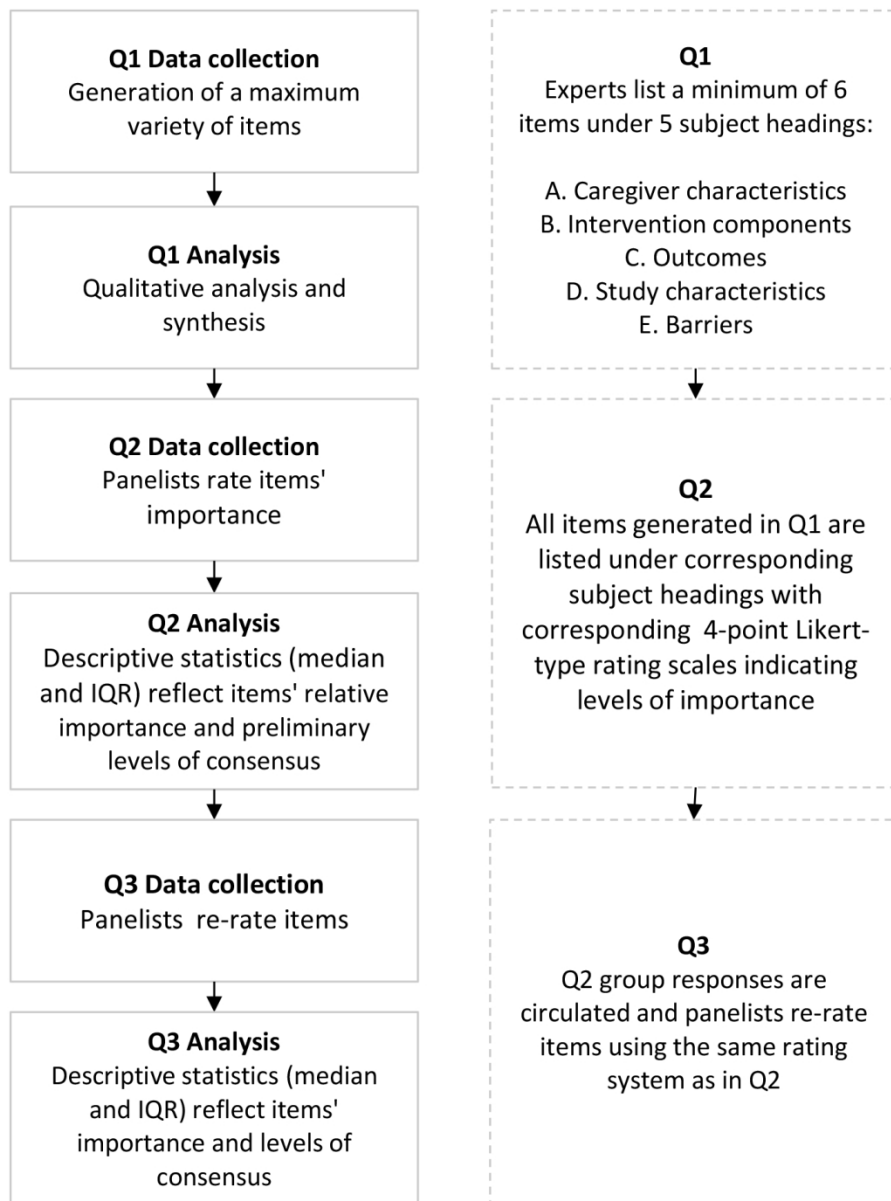 Q1 Data collection
Generation of a maximum
variety of items
Q1 Analysis
Qualitative analysis and
synthesis
Q2 Data collection
Panelists rate items'
importance
Q2 Analysis
Descriptive statistics (median
and IQR) reflect items' relative
importance and preliminary
levels of consensus
Q3 Data collection
Panelists re-rate items
Q3 Analysis
Descriptive statistics (median
and IQR) reflect items'
importance and levels of
consensus
Q1
Experts list a minimum of 6
items under 5 subject headings:
A. Caregiver characteristics
B. Intervention components
C. Outcomes
D. Study characteristics
E. Barriers
Q2
All items generated in Q1 are
listed under corresponding
subject headings with
corresponding 4-point Likert-
type rating scales indicating
levels of importance
Q3
Q2 group responses are
circulated and panelists re-rate
items using the same rating
system as in Q2